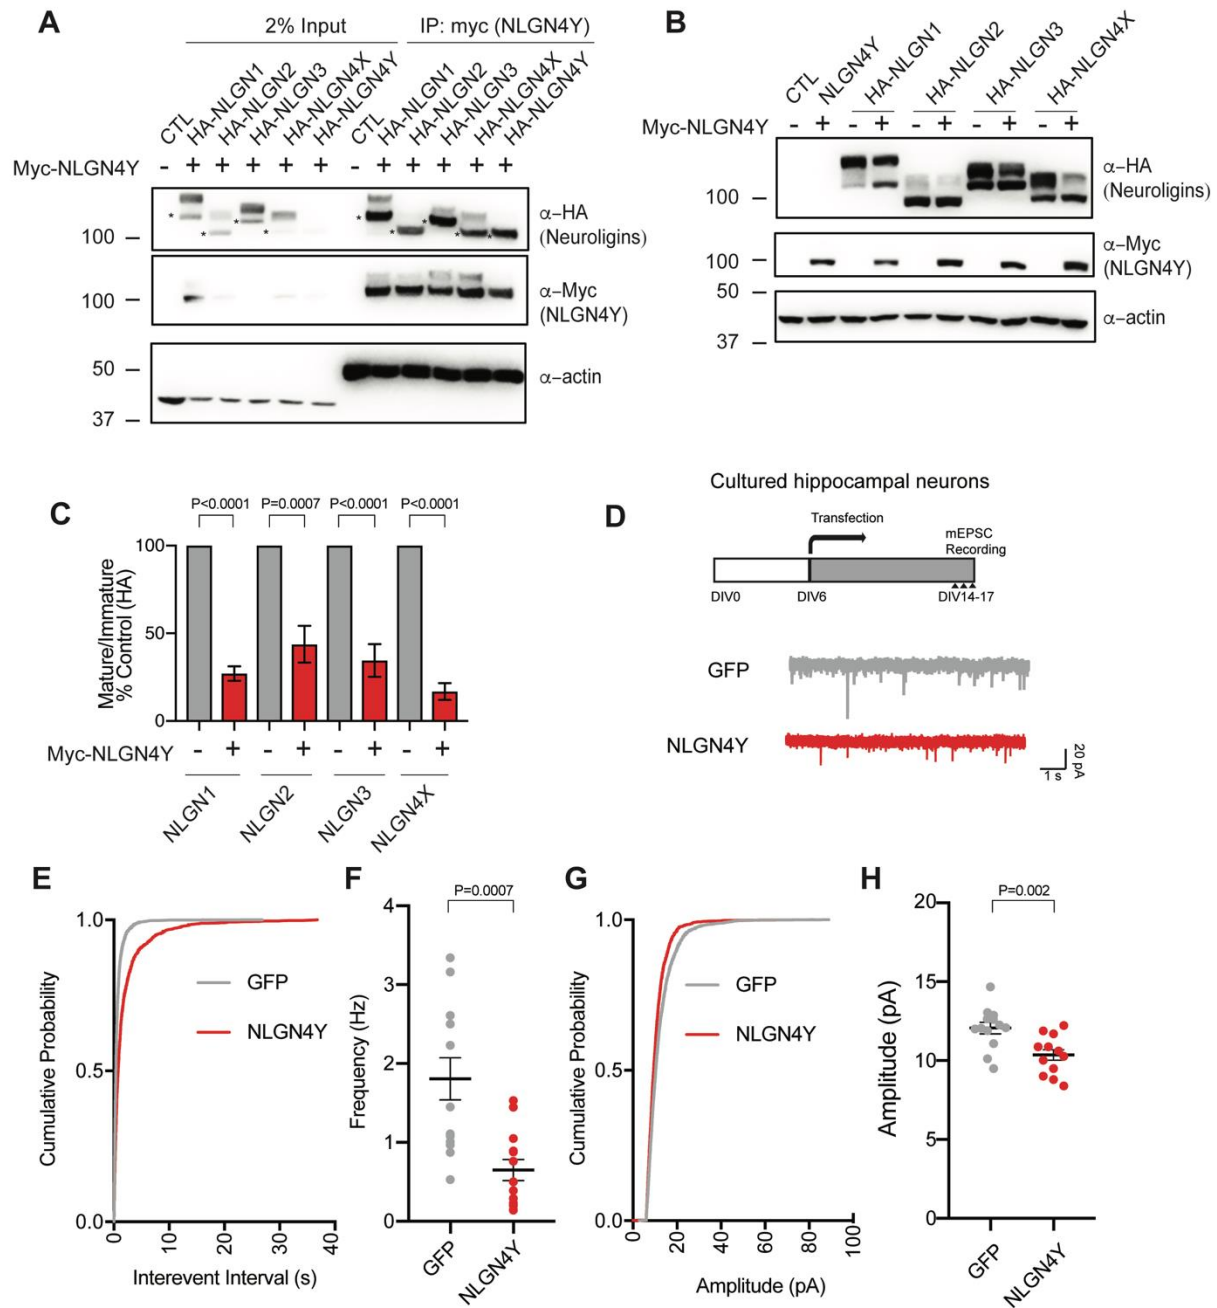 A
2% Input
IP: myc (NLGN4Y)
CTL
HA-NLGN1
HA-NLGN2
HA-NLGN3
HA-NLGN4X
HA-NLGN4Y
CTL
HA-NLGN1
HA-NLGN2
HA-NLGN3
HA-NLGN4X
HA-NLGN4Y
Myc-NLGN4Y - + + + + + - + + + + +
* * * * * * * * *
100
α-HA
(Neuroligins)
100
α-Myc
(NLGN4Y)
50
α-actin
37
B
CTL
NLGN4Y
HA-NLGN1
HA-NLGN2
HA-NLGN3
HA-NLGN4X
Myc-NLGN4Y - + - + - + - + - +
α-HA
100
(Neuroligins)
100
α-Myc
(NLGN4Y)
50
α-actin
37
C
P<0.0001 P=0.0007 P<0.0001 P<0.0001
Mature/Immature
% Control (HA)
100
50
0
Myc-NLGN4Y - + - + - + - +
NLGN1
NLGN2
NLGN3
NLGN4X
D
Cultured hippocampal neurons
Transfection
mEPSC
Recording
DIV0 DIV6 DIV14-17
GFP
NLGN4Y
20 pA
1 s
E
Cumulative Probability
1.0
0.5
0.0
GFP
NLGN4Y
0 10 20 30 40
Interevent Interval (s)
F
P=0.0007
Frequency (Hz)
4
3
2
1
0
GFP
NLGN4Y
G
Cumulative Probability
1.0
0.5
0.0
GFP
NLGN4Y
0 20 40 60 80 100
Amplitude (pA)
H
P=0.002
Amplitude (pA)
20
15
10
5
0
GFP
NLGN4Y